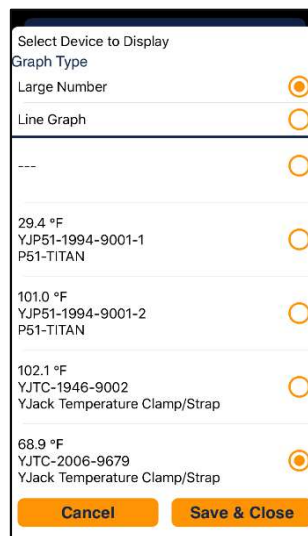 Select Device to Display
Graph Type
Large Number
Line Graph
---
29.4 °F
YJP51-1994-9001-1
P51-TITAN
101.0 °F
YJP51-1994-9001-2
P51-TITAN
102.1 °F
YJTC-1946-9002
YJack Temperature Clamp/Strap
68.9 °F
YJTC-2006-9679
YJack Temperature Clamp/Strap
Cancel Save & Close